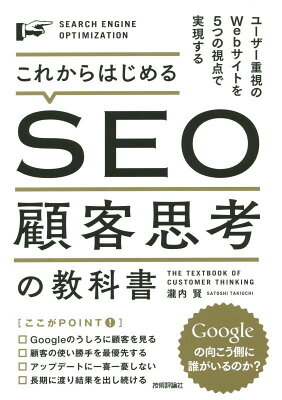 SEARCH ENGINE
OPTIMIZATION
ユーザー重視の
Webサイトを
5つの視点で
実現する
これからはじめる
SEO
顧客思考
の教科書
THE TEXTBOOK OF
CUSTOMER THINKING
瀧内 賢 SATOSHI TAKIUCHI
[ここがPOINT!]
Googleのうしろに顧客を見る
顧客の使い勝手を最優先する
アップデートに一喜一憂しない
長期に渡り結果を出し続ける
Google
の向こう側に
誰がいるのか?
技術評論社